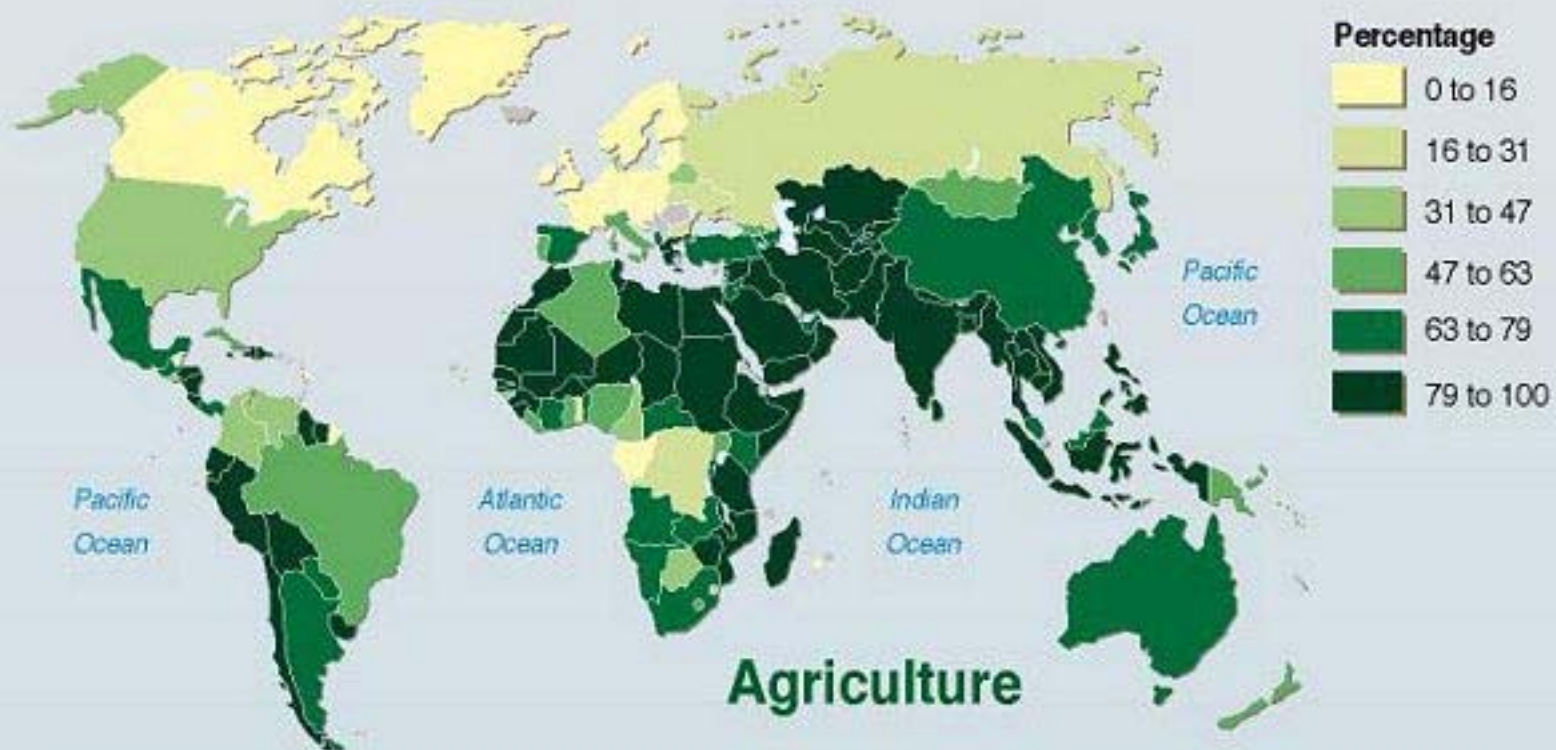 Percentage
0 to 16
16 to 31
31 to 47
47 to 63
63 to 79
79 to 100
Pacific
Ocean
Pacific
Ocean
Atlantic
Ocean
Indian
Ocean
Agriculture